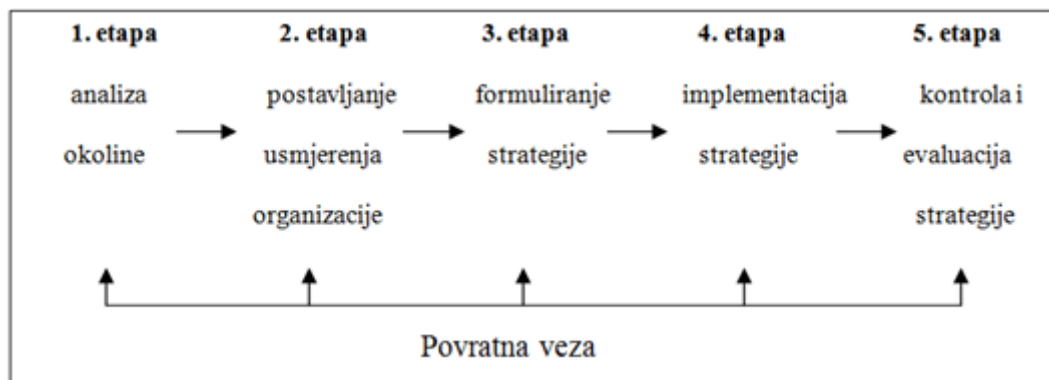 1. etapa 2. etapa 3. etapa 4. etapa 5. etapa
analiza postavljanje formuliranje implementacija kontrola i
okoline usmjerenja strategije strategije evaluacija
organizacije strategije
Povratna veza